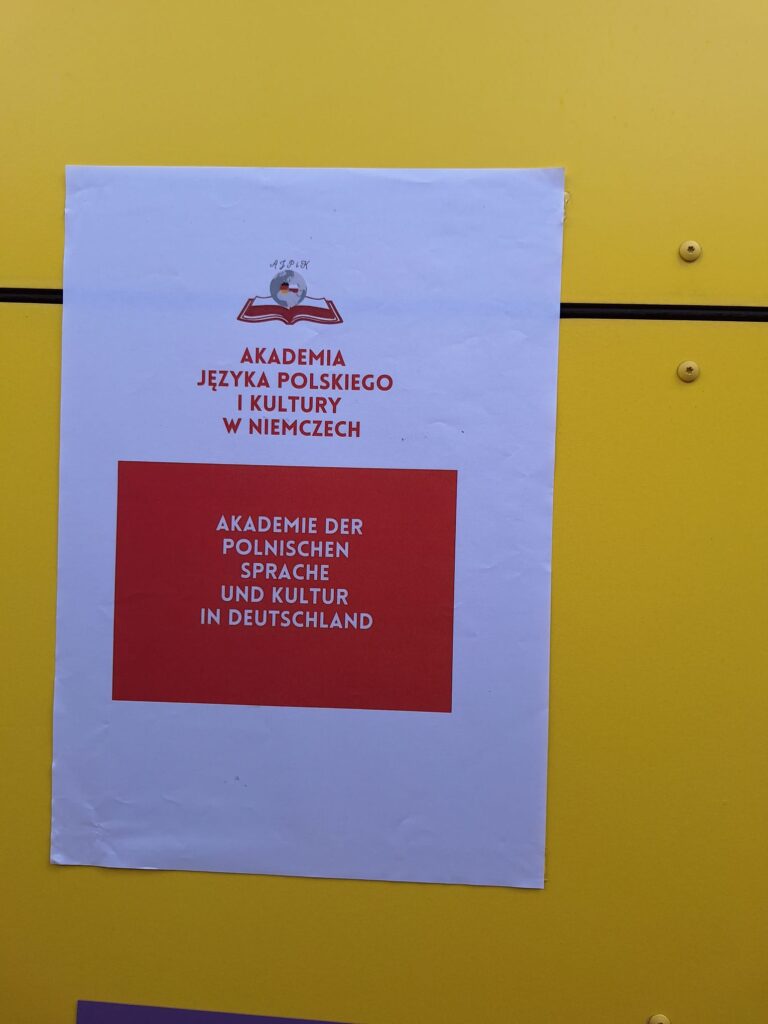 AJPiK
AKADEMIA
JĘZYKA POLSKIEGO
I KULTURY
W NIEMCZECH
AKADEMIE DER
POLNISCHEN
SPRACHE
UND KULTUR
IN DEUTSCHLAND